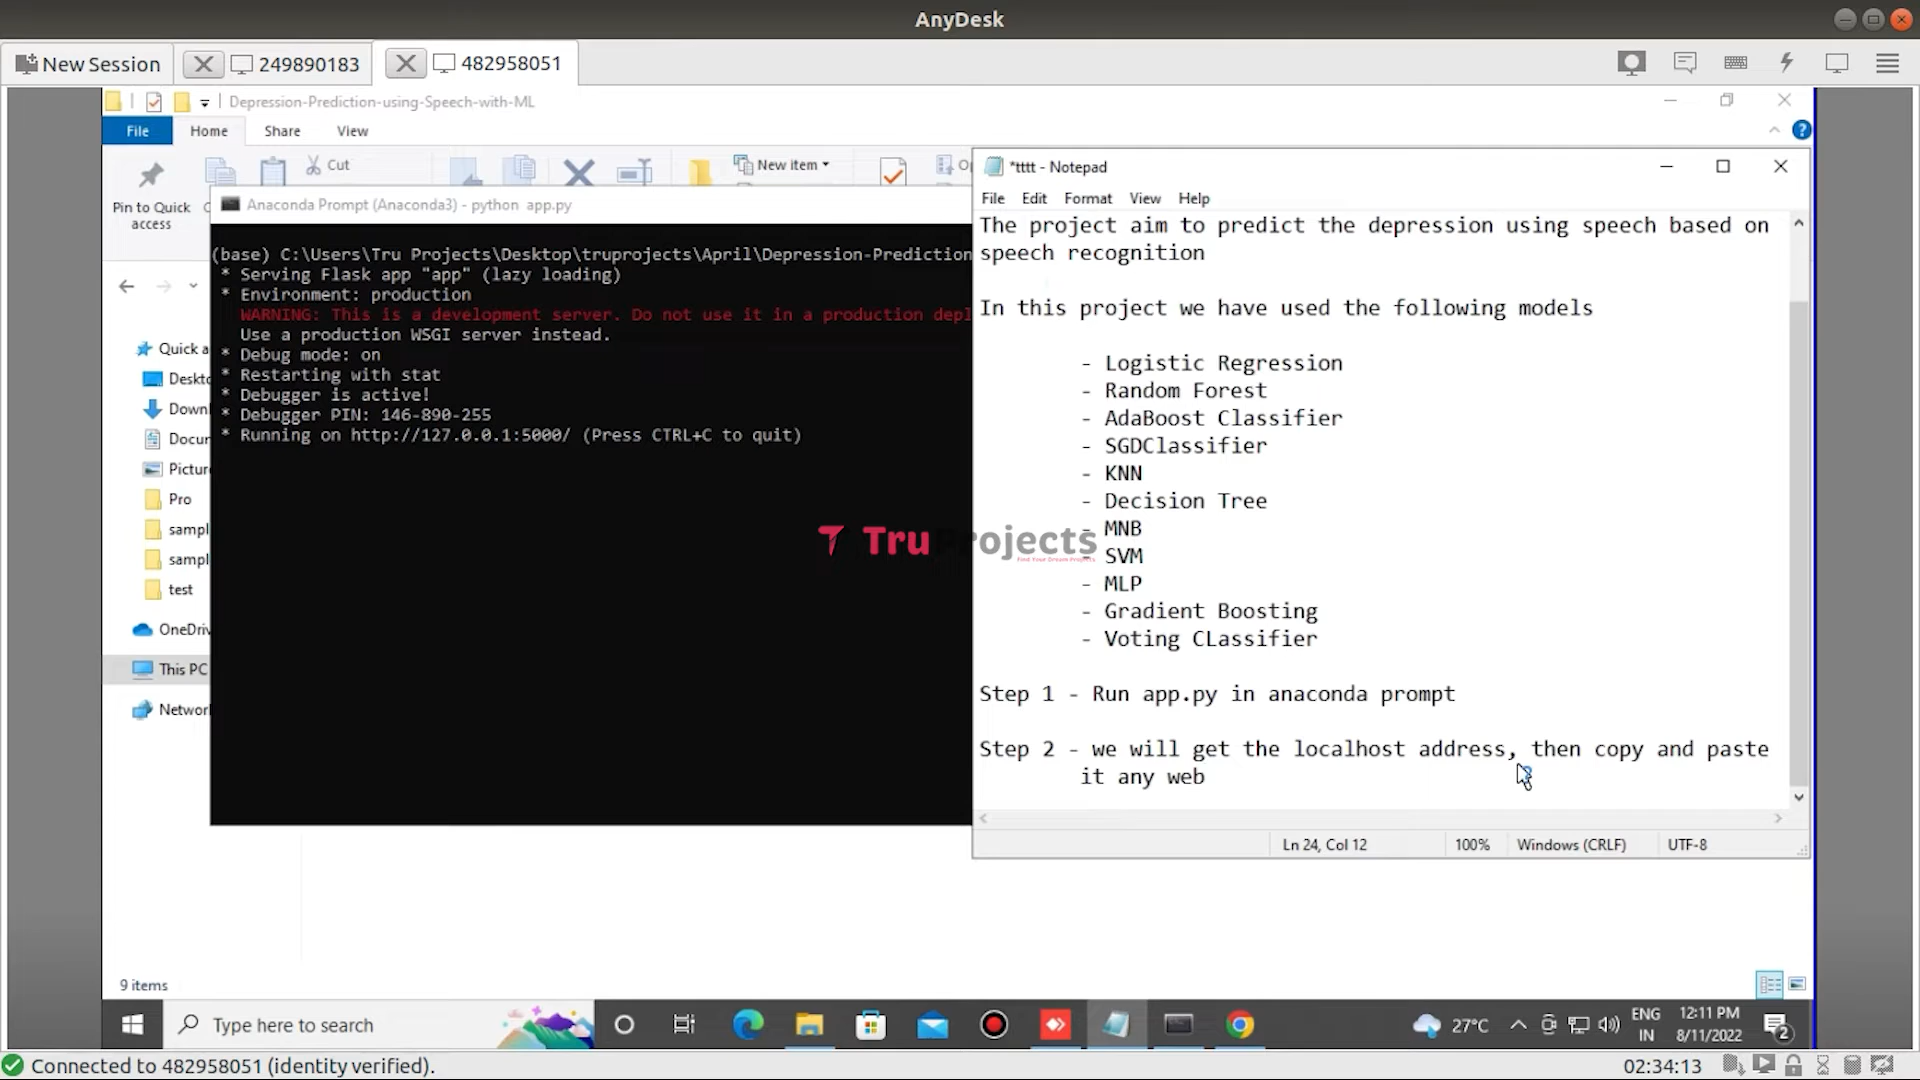 AnyDesk
New Session
249890183
482958051
Depression-Prediction-using-Speech-with-ML
File Home Share View
Pin to Quick access
Cut
New item
Anaconda Prompt (Anaconda3) - python app.py
(base) C:\Users\Tru Projects\Desktop\truprojects\April\Depression-Prediction
* Serving Flask app "app" (lazy loading)
* Environment: production
WARNING: This is a development server. Do not use it in a production depl
Use a production WSGI server instead.
* Debug mode: on
* Restarting with stat
* Debugger is active!
* Debugger PIN: 146-890-255
* Running on http://127.0.0.1:5000/ (Press CTRL+C to quit)
Quick a
Deskto
Down
Docur
Picture
Pro
sampl
sampl
test
OneDriv
This PC
Networ
9 items
*tttt - Notepad
File Edit Format View Help
The project aim to predict the depression using speech based on
speech recognition
In this project we have used the following models
- Logistic Regression
- Random Forest
- AdaBoost Classifier
- SGDClassifier
- KNN
- Decision Tree
- MNB
- SVM
- MLP
- Gradient Boosting
- Voting CLassifier
Step 1 - Run app.py in anaconda prompt
Step 2 - we will get the localhost address, then copy and paste
it any web
Ln 24, Col 12 100% Windows (CRLF) UTF-8
TruProjects
Find Your Dream Projects
Type here to search
27°C
ENG
IN
12:11 PM
8/11/2022
2
Connected to 482958051 (identity verified).
02:34:13